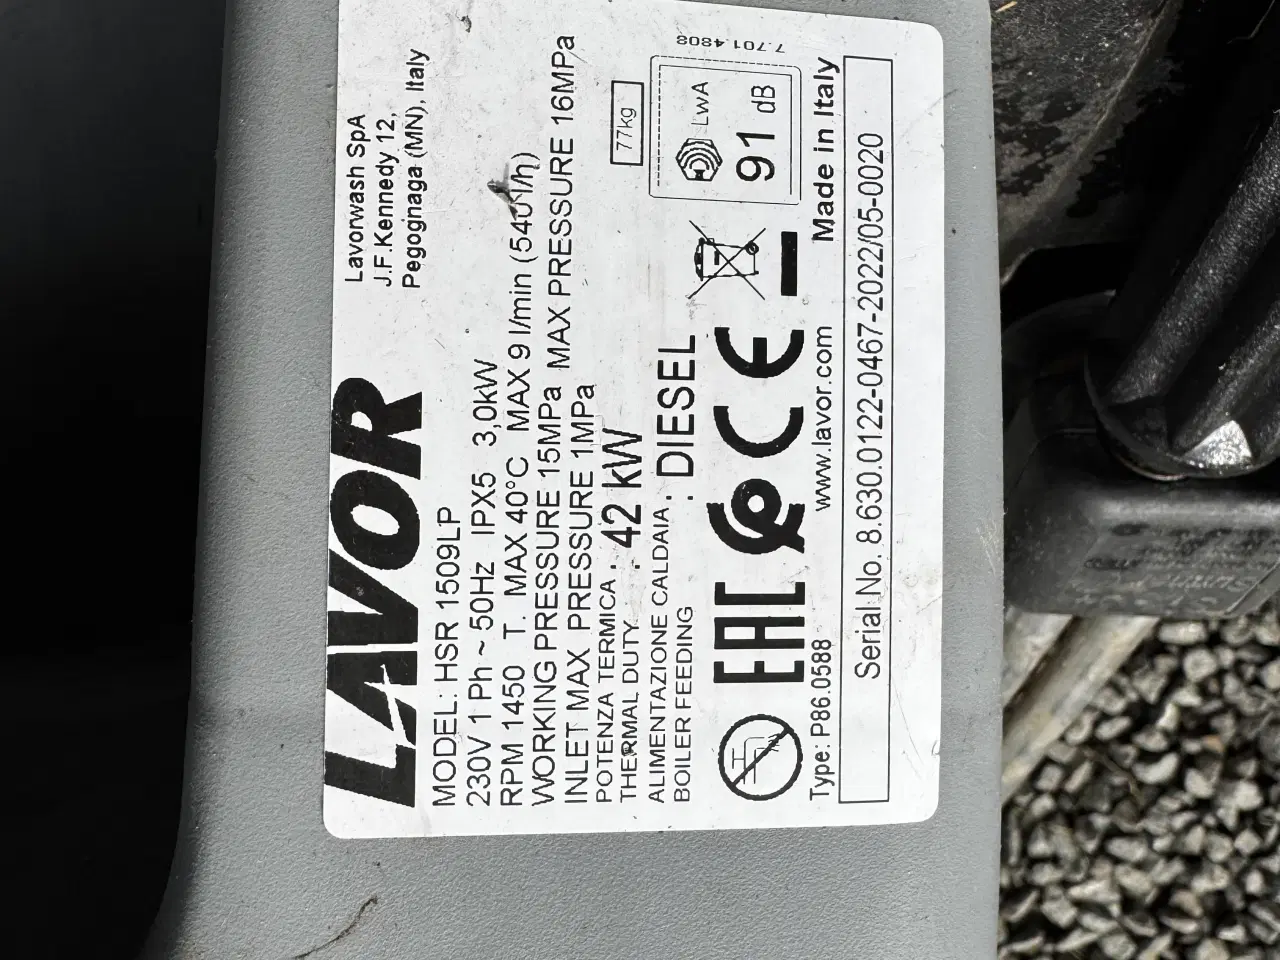 LAVOR
Lavorwash SpA
J.F.Kennedy 12,
Pegognaga (MN), Italy
MODEL: HSR 1509LP
230V 1 Ph ~ 50Hz IPX5 3,0kW
RPM 1450 T. MAX 40°C MAX 9 l/min (540 l/h)
WORKING PRESSURE 15MPa MAX PRESSURE 16MPa
INLET MAX PRESSURE 1MPa
POTENZA TERMICA :
THERMAL DUTY : 42 kW
77kg
ALIMENTAZIONE CALDAIA :
BOILER FEEDING : DIESEL
LwA
91 dB
7.701.4808
EAC CE
Type: P86.0588 www.lavor.com Made in Italy
Serial No. 8.630.0122-0467-2022/05-0020